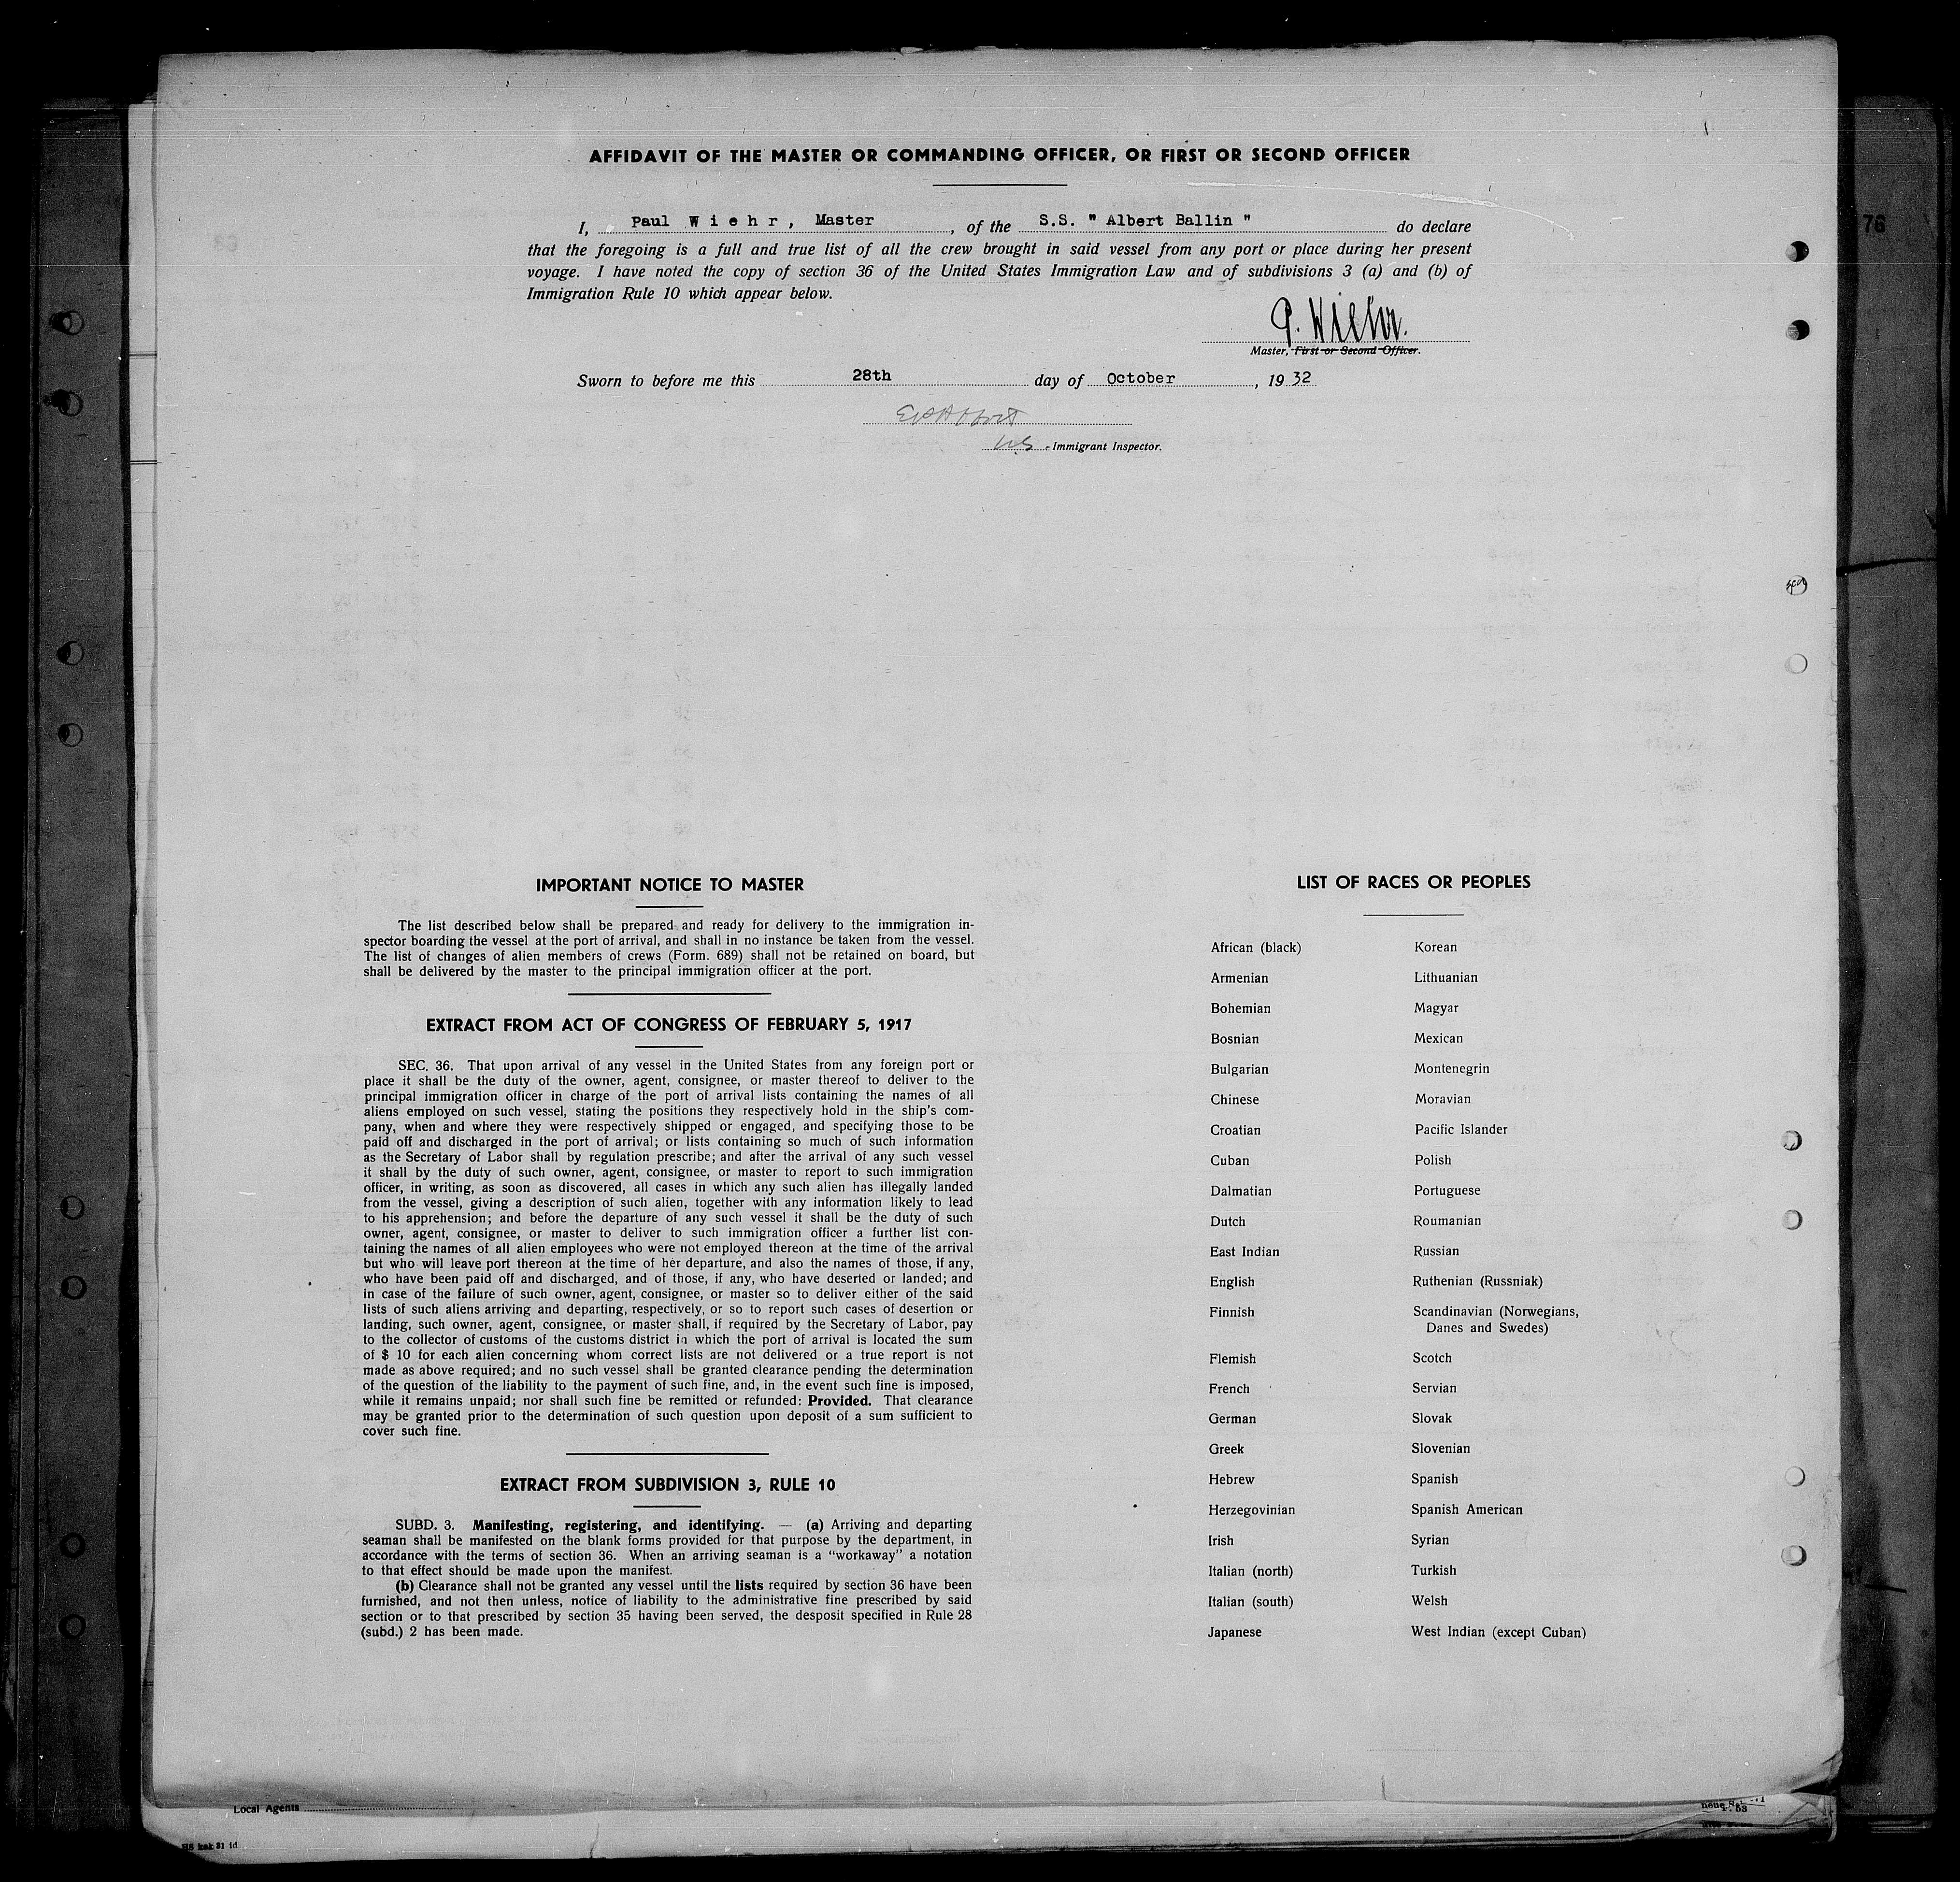 AFFIDAVIT OF THE MASTER OR COMMANDING OFFICER, OR FIRST OR SECOND OFFICER
I, Paul Wiehr, Master, of the S.S. " Albert Ballin " do declare
that the foregoing is a full and true list of all the crew brought in said vessel from any port or place during her present
voyage. I have noted the copy of section 36 of the United States Immigration Law and of subdivisions 3 (a) and (b) of
Immigration Rule 10 which appear below.
P. Wiehr.
Master, First or Second Officer.
Sworn to before me this 28th day of October, 1932
US - Immigrant Inspector.
IMPORTANT NOTICE TO MASTER
The list described below shall be prepared and ready for delivery to the immigration in-
spector boarding the vessel at the port of arrival, and shall in no instance be taken from the vessel.
The list of changes of alien members of crews (Form. 689) shall not be retained on board, but
shall be delivered by the master to the principal immigration officer at the port.
EXTRACT FROM ACT OF CONGRESS OF FEBRUARY 5, 1917
SEC. 36. That upon arrival of any vessel in the United States from any foreign port or
place it shall be the duty of the owner, agent, consignee, or master thereof to deliver to the
principal immigration officer in charge of the port of arrival lists containing the names of all
aliens employed on such vessel, stating the positions they respectively hold in the ship's com-
pany, when and where they were respectively shipped or engaged, and specifying those to be
paid off and discharged in the port of arrival; or lists containing so much of such information
as the Secretary of Labor shall by regulation prescribe; and after the arrival of any such vessel
it shall by the duty of such owner, agent, consignee, or master to report to such immigration
officer, in writing, as soon as discovered, all cases in which any such alien has illegally landed
from the vessel, giving a description of such alien, together with any information likely to lead
to his apprehension; and before the departure of any such vessel it shall be the duty of such
owner, agent, consignee, or master to deliver to such immigration officer a further list con-
taining the names of all alien employees who were not employed thereon at the time of the arrival
but who will leave port thereon at the time of her departure, and also the names of those, if any,
who have been paid off and discharged, and of those, if any, who have deserted or landed; and
in case of the failure of such owner, agent, consignee, or master so to deliver either of the said
lists of such aliens arriving and departing, respectively, or so to report such cases of desertion or
landing, such owner, agent, consignee, or master shall, if required by the Secretary of Labor, pay
to the collector of customs of the customs district in which the port of arrival is located the sum
of $ 10 for each alien concerning whom correct lists are not delivered or a true report is not
made as above required; and no such vessel shall be granted clearance pending the determination
of the question of the liability to the payment of such fine, and, in the event such fine is imposed,
while it remains unpaid; nor shall such fine be remitted or refunded: Provided. That clearance
may be granted prior to the determination of such question upon deposit of a sum sufficient to
cover such fine.
EXTRACT FROM SUBDIVISION 3, RULE 10
SUBD. 3. Manifesting, registering, and identifying. — (a) Arriving and departing
seaman shall be manifested on the blank forms provided for that purpose by the department, in
accordance with the terms of section 36. When an arriving seaman is a "workaway" a notation
to that effect should be made upon the manifest.
(b) Clearance shall not be granted any vessel until the lists required by section 36 have been
furnished, and not then unless, notice of liability to the administrative fine prescribed by said
section or to that prescribed by section 35 having been served, the desposit specified in Rule 28
(subd.) 2 has been made.
LIST OF RACES OR PEOPLES
African (black) Korean
Armenian Lithuanian
Bohemian Magyar
Bosnian Mexican
Bulgarian Montenegrin
Chinese Moravian
Croatian Pacific Islander
Cuban Polish
Dalmatian Portuguese
Dutch Roumanian
East Indian Russian
English Ruthenian (Russniak)
Finnish Scandinavian (Norwegians,
Danes and Swedes)
Flemish Scotch
French Servian
German Slovak
Greek Slovenian
Hebrew Spanish
Herzegovinian Spanish American
Irish Syrian
Italian (north) Turkish
Italian (south) Welsh
Japanese West Indian (except Cuban)
Local Agents
76